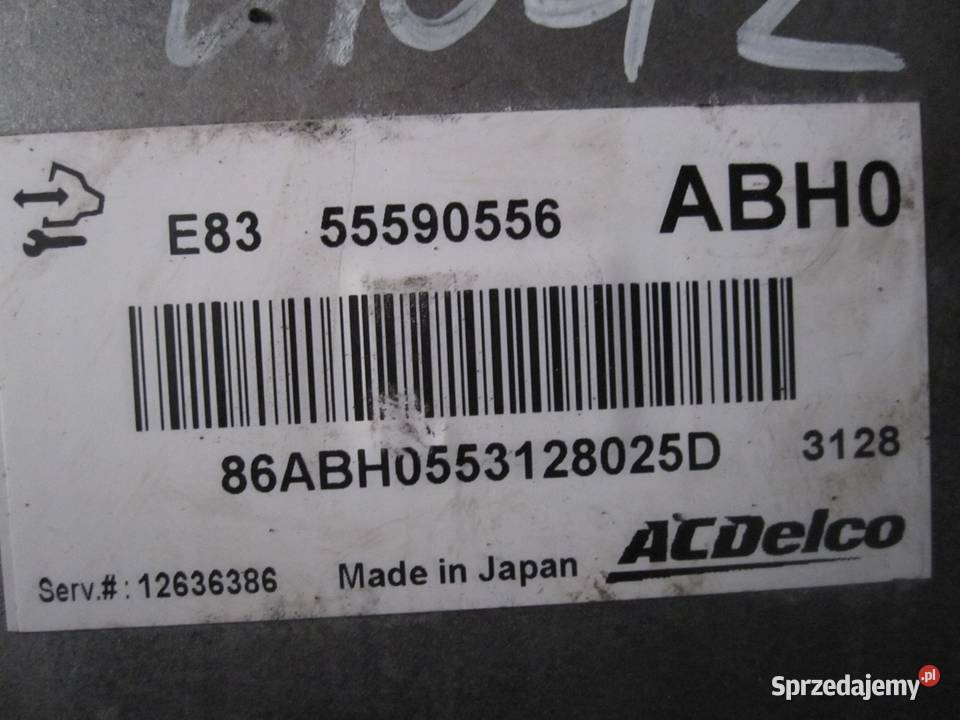 E83 55590556 ABH0
86ABH0553128025D 3128
ACDelco
Serv.#: 12636386 Made in Japan
Sprzedajemy.pl